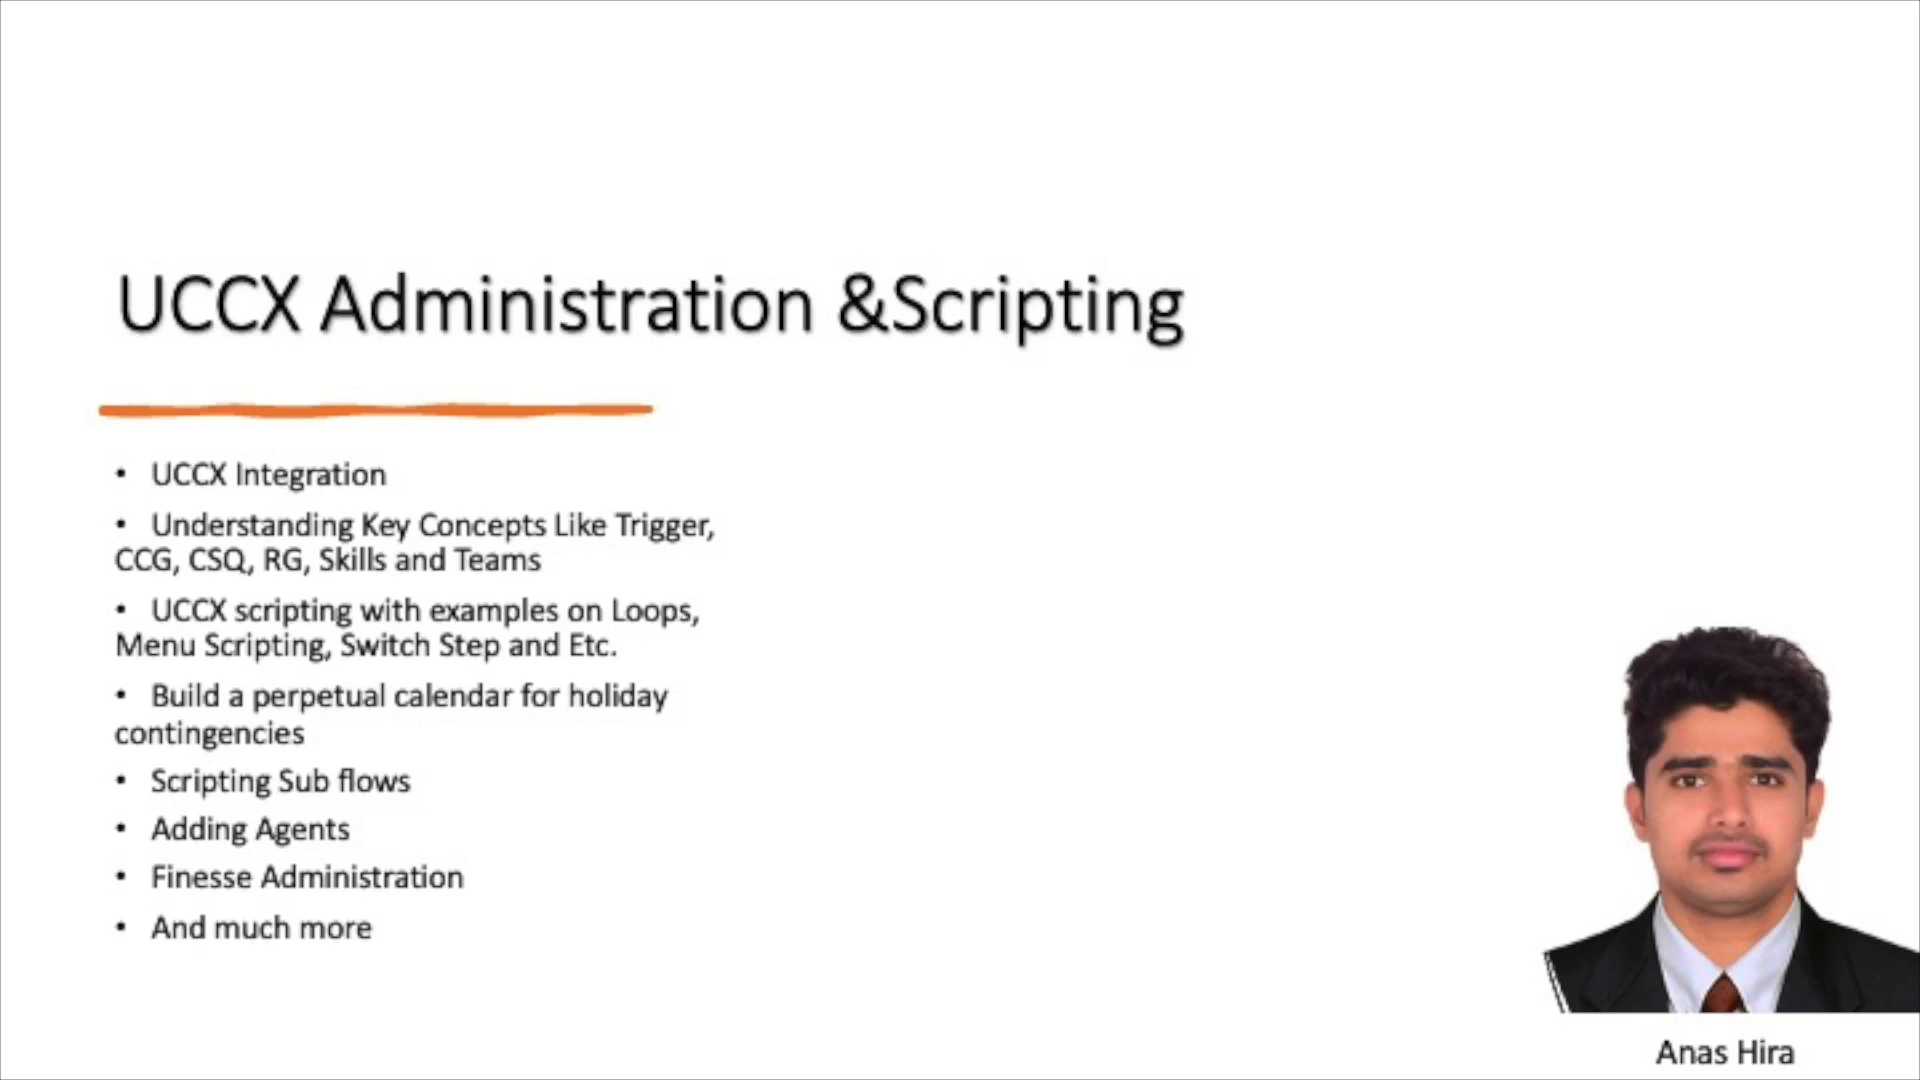 UCCX Administration &Scripting
• UCCX Integration
• Understanding Key Concepts Like Trigger,
CCG, CSQ, RG, Skills and Teams
• UCCX scripting with examples on Loops,
Menu Scripting, Switch Step and Etc.
• Build a perpetual calendar for holiday
contingencies
• Scripting Sub flows
• Adding Agents
• Finesse Administration
• And much more
Anas Hira